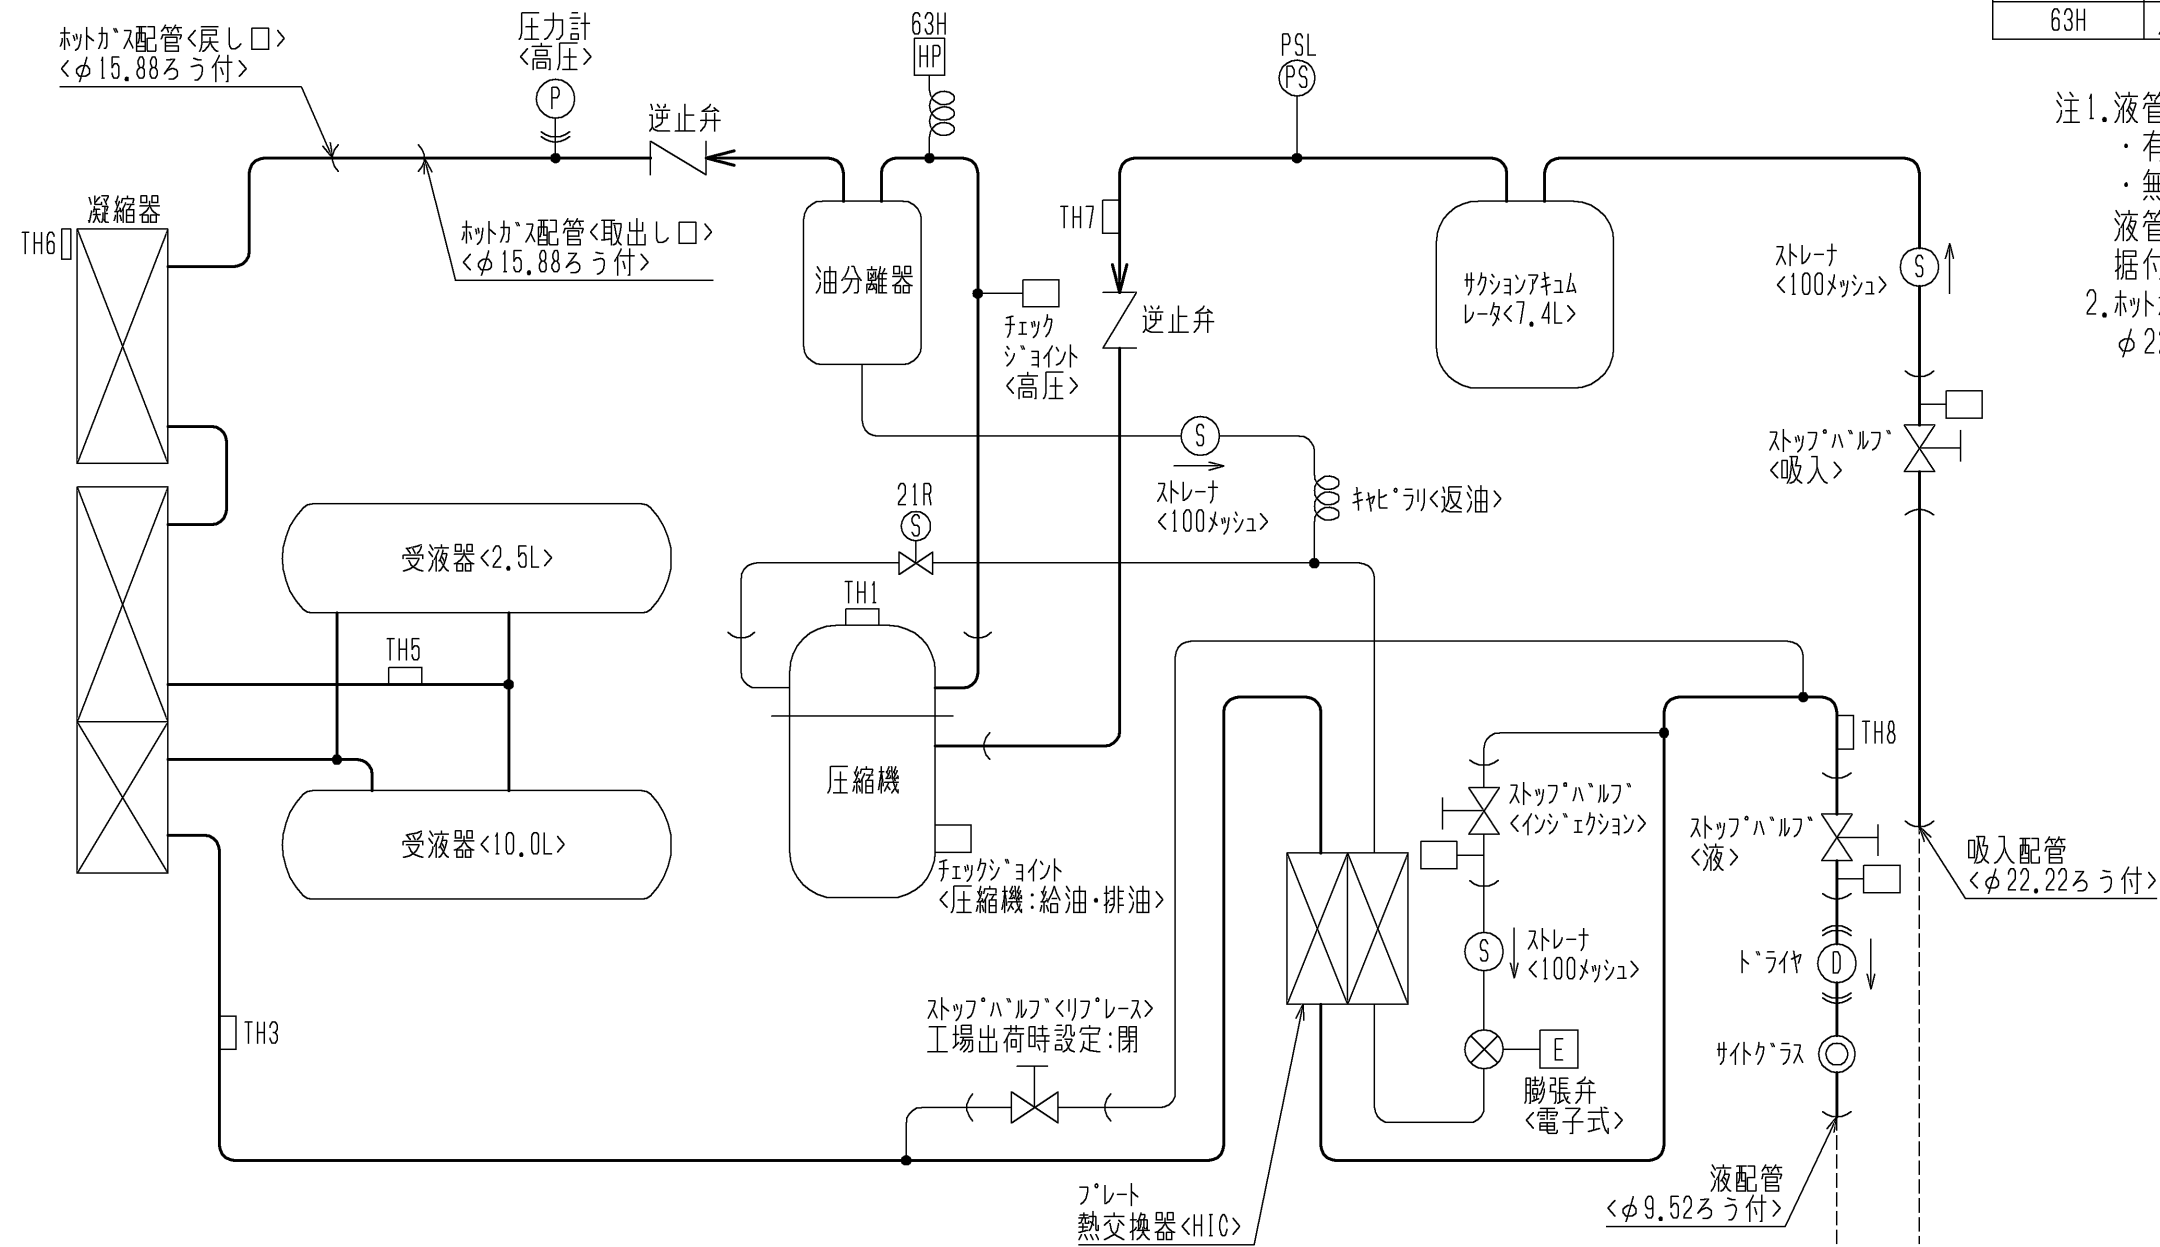 ﾎｯﾄｶﾞｽ配管<戻し口>
<φ15.88ろう付>
圧力計
<高圧>
P
逆止弁
63H
HP
PSL
PS
63H
注1.液管
・有
・無
液管
据付
2.ﾎｯﾄｶ
φ22
凝縮器
TH6
ﾎｯﾄｶﾞｽ配管<取出し口>
<φ15.88ろう付>
油分離器
チェック
ジョイント
<高圧>
TH7
逆止弁
サクションアキュム
レータ<7.4L>
ストレーナ
<100メッシュ>
S
ストップバルブ
<吸入>
S
ストレーナ
<100メッシュ>
キャピラリ<返油>
21R
S
受液器<2.5L>
TH1
TH5
圧縮機
受液器<10.0L>
チェックジョイント
<圧縮機:給油・排油>
TH8
ストップバルブ
<インジェクション>
ストップバルブ
<液>
吸入配管
<φ22.22ろう付>
S
ストレーナ
<100メッシュ>
ドライヤ
D
TH3
ストップバルブ<リプレース>
工場出荷時設定:閉
E
膨張弁
<電子式>
サイトグラス
プレート
熱交換器<HIC>
液配管
<φ9.52ろう付>